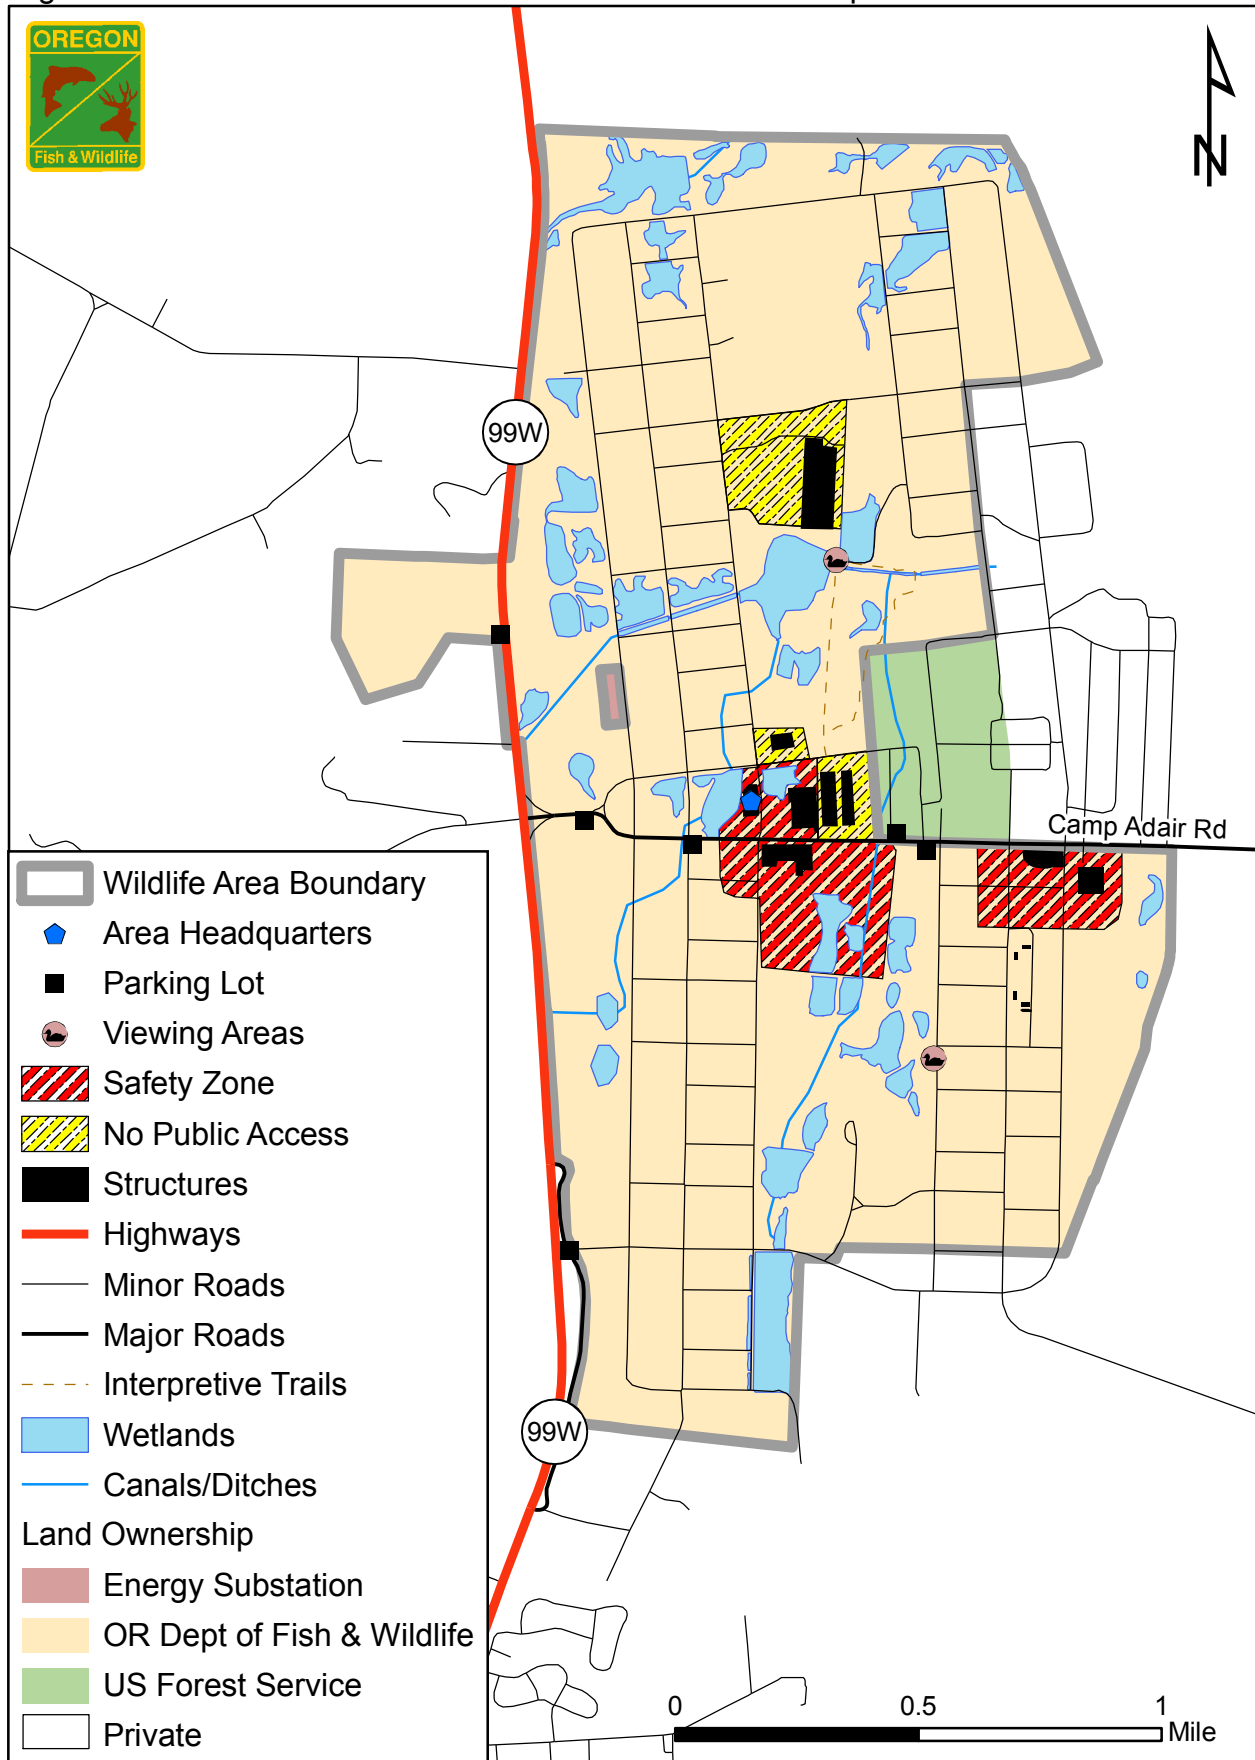 OREGON
Fish & Wildlife
N
99W
Camp Adair Rd
99W
Wildlife Area Boundary
Area Headquarters
Parking Lot
Viewing Areas
Safety Zone
No Public Access
Structures
Highways
Minor Roads
Major Roads
Interpretive Trails
Wetlands
Canals/Ditches
Land Ownership
Energy Substation
OR Dept of Fish & Wildlife
US Forest Service
Private
0 0.5 1
Mile